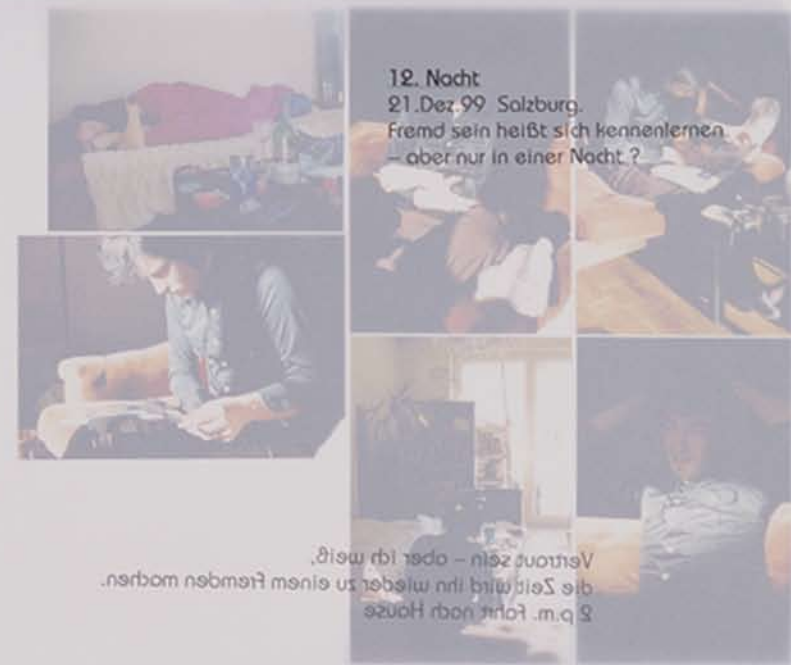 12. Nacht
21.Dez.99 Salzburg.
Fremd sein heißt sich kennenlernen
– aber nur in einer Nacht ?
Vertraut sein – aber ich weiß,
die Zeit wird ihn wieder zu einem Fremden machen.
2 p.m. Fahrt nach Hause